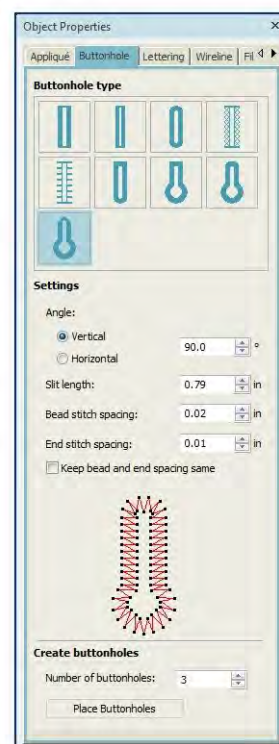 Object Properties
Appliqué Buttonhole Lettering Wireline Fil
Buttonhole type
Settings
Angle:
Vertical
90.0 °
Horizontal
Slit length: 0.79 in
Bead stitch spacing: 0.02 in
End stitch spacing: 0.01 in
Keep bead and end spacing same
Create buttonholes
Number of buttonholes: 3
Place Buttonholes